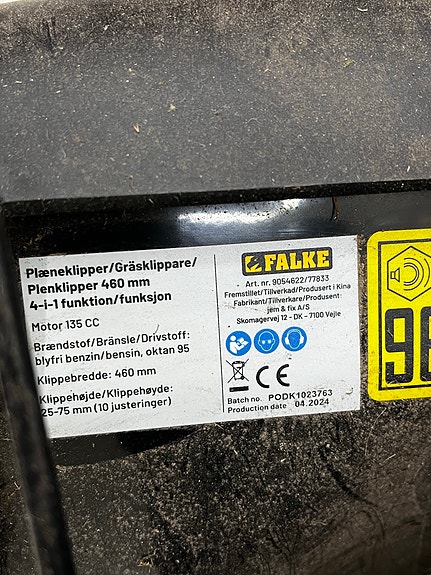 Plæneklipper/Gräsklippare/
Plenklipper 460 mm
4-i-1 funktion/funksjon
Motor 135 CC
Brændstof/Bränsle/Drivstoff:
blyfri benzin/bensin, oktan 95
Klippebredde: 460 mm
Klippehøjde/Klippehøyde:
25-75 mm (10 justeringer)
FALKE
Art. nr. 9054622/77833
Fremstillet/Tillverkad/Produsert i Kina
Fabrikant/Tillverkare/Produsent:
jem & fix A/S
Skomagervej 12 - DK - 7100 Vejle
CE
Batch no. PODK1023763
Production date 04.2024
96